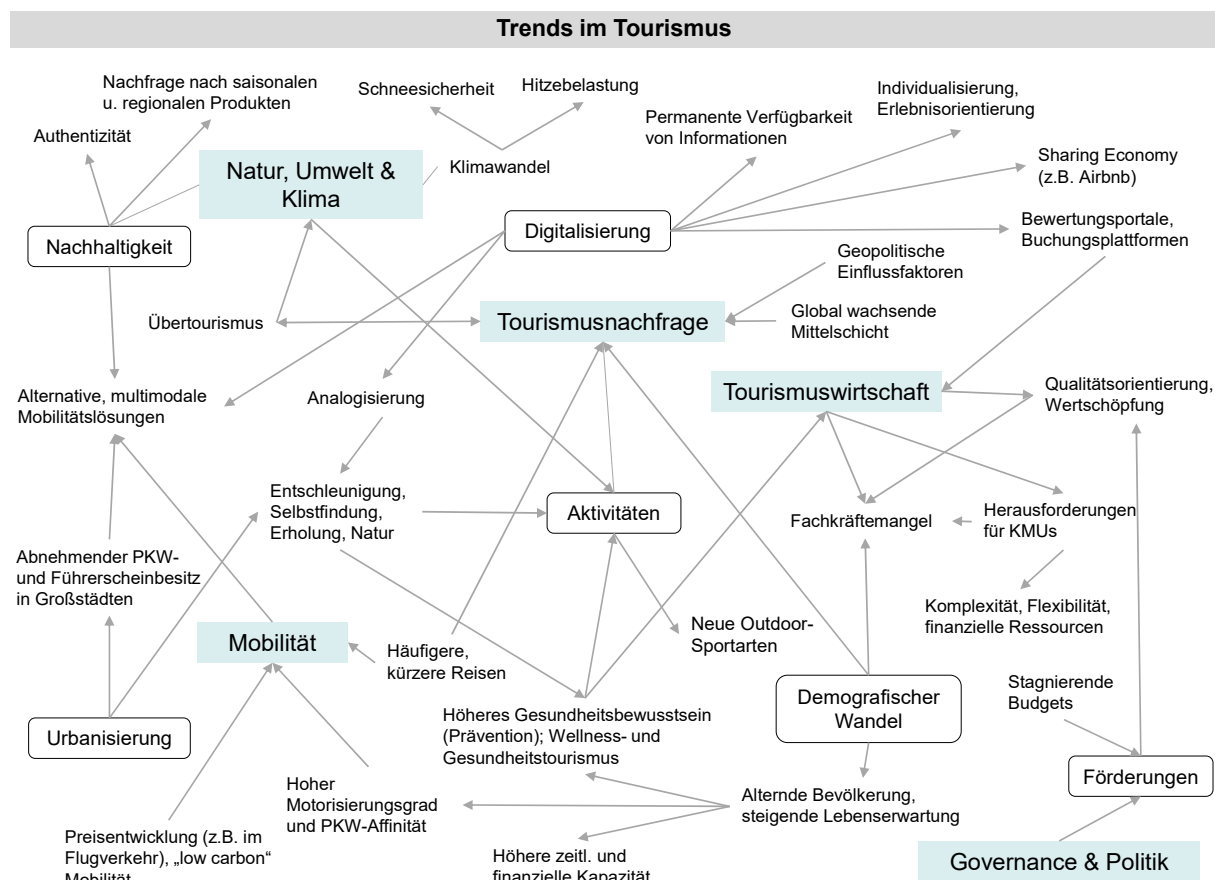 Trends im Tourismus
Nachfrage nach saisonalen
u. regionalen Produkten
Schneesicherheit
Hitzebelastung
Individualisierung,
Erlebnisorientierung
Authentizität
Permanente Verfügbarkeit
von Informationen
Natur, Umwelt &
Klima
Klimawandel
Sharing Economy
(z.B. Airbnb)
Nachhaltigkeit
Digitalisierung
Bewertungsportale,
Buchungsplattformen
Geopolitische
Einflussfaktoren
Übertourismus
Tourismusnachfrage
Global wachsende
Mittelschicht
Alternative, multimodale
Mobilitätslösungen
Analogisierung
Tourismuswirtschaft
Qualitätsorientierung,
Wertschöpfung
Entschleunigung,
Selbstfindung,
Erholung, Natur
Aktivitäten
Fachkräftemangel
Herausforderungen
für KMUs
Abnehmender PKW-
und Führerscheinbesitz
in Großstädten
Komplexität, Flexibilität,
finanzielle Ressourcen
Mobilität
Häufigere,
kürzere Reisen
Neue Outdoor-
Sportarten
Demografischer
Wandel
Stagnierende
Budgets
Urbanisierung
Höheres Gesundheitsbewusstsein
(Prävention); Wellness- und
Gesundheitstourismus
Förderungen
Hoher
Motorisierungsgrad
und PKW-Affinität
Alternde Bevölkerung,
steigende Lebenserwartung
Preisentwicklung (z.B. im
Flugverkehr), „low carbon“
Mobilität
Höhere zeitl. und
finanzielle Kapazität
Governance & Politik